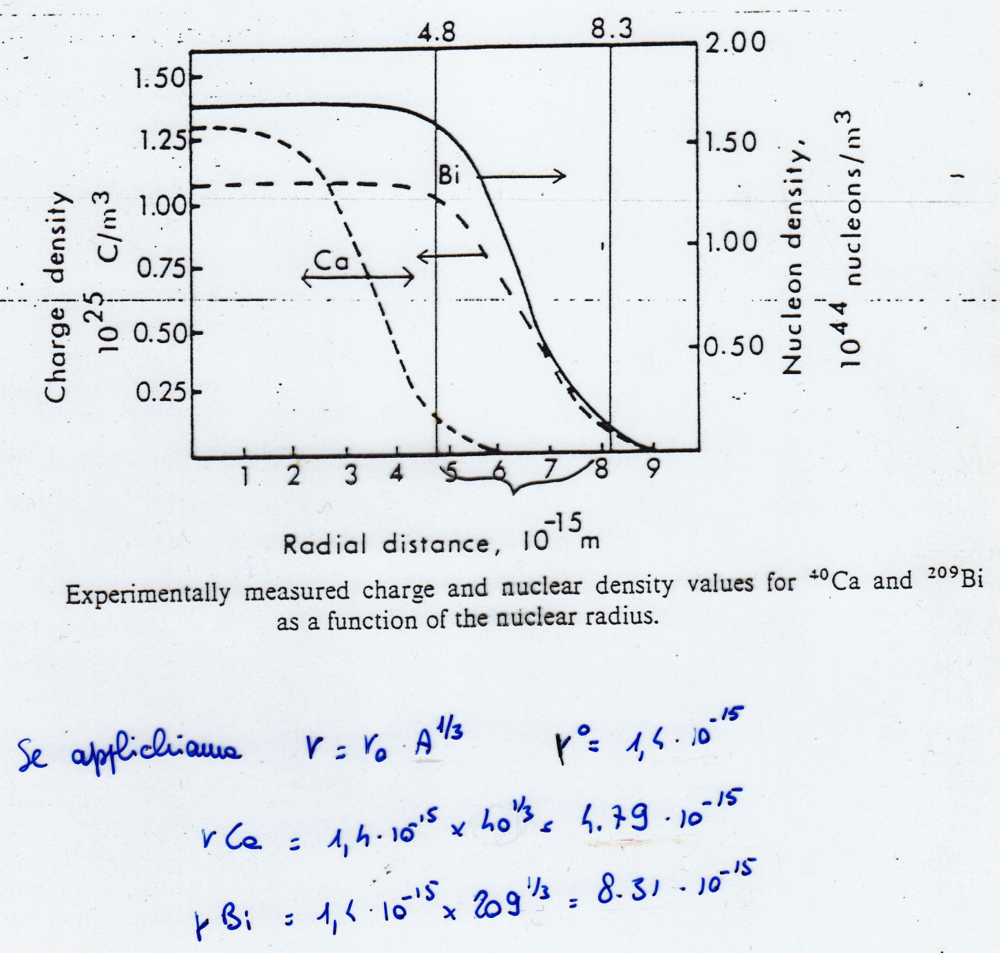 4.8 8.3
2.00
1.50
1.25
1.00
0.75
0.50
0.25
Charge density
10^25 C/m^3
Bi
Ca
1.50
1.00
0.50
Nucleon density,
10^44 nucleons/m^3
1 2 3 4 5 6 7 8 9
Radial distance, 10^-15 m
Experimentally measured charge and nuclear density values for ^40Ca and ^209Bi
as a function of the nuclear radius.
Se applichiamo r = r₀ · A^1/3 r° = 1,4 · 10^-15
r Ca = 1,4 · 10^-15 x 40^1/3 = 4.79 · 10^-15
r Bi = 1,4 · 10^-15 x 209^1/3 = 8.31 · 10^-15